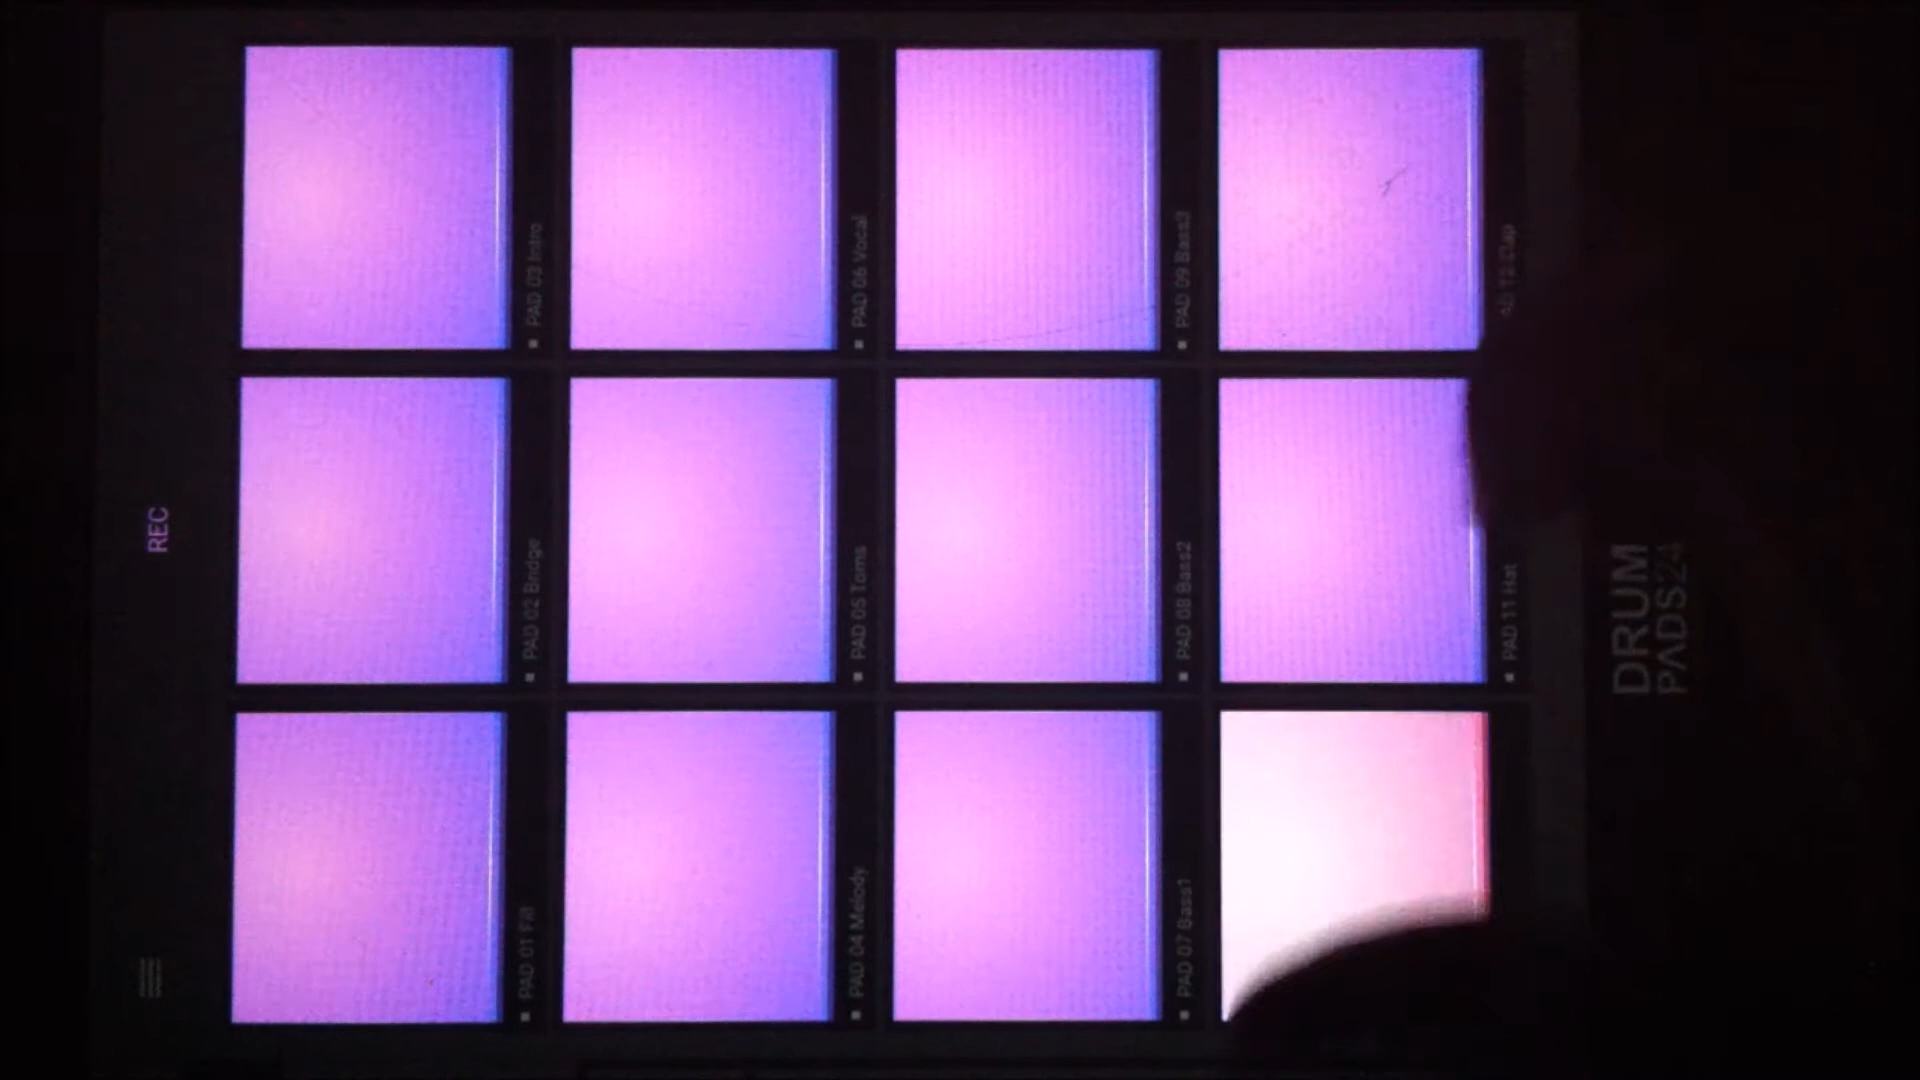 REC
PAD 03 Intro
PAD 06 Vocal
PAD 09 Bass3
PAD 02 Bridge
PAD 05 Toms
PAD 08 Bass2
PAD 11 Hat
PAD 01 Fill
PAD 04 Melody
PAD 07 Bass1
DRUM
PADS24